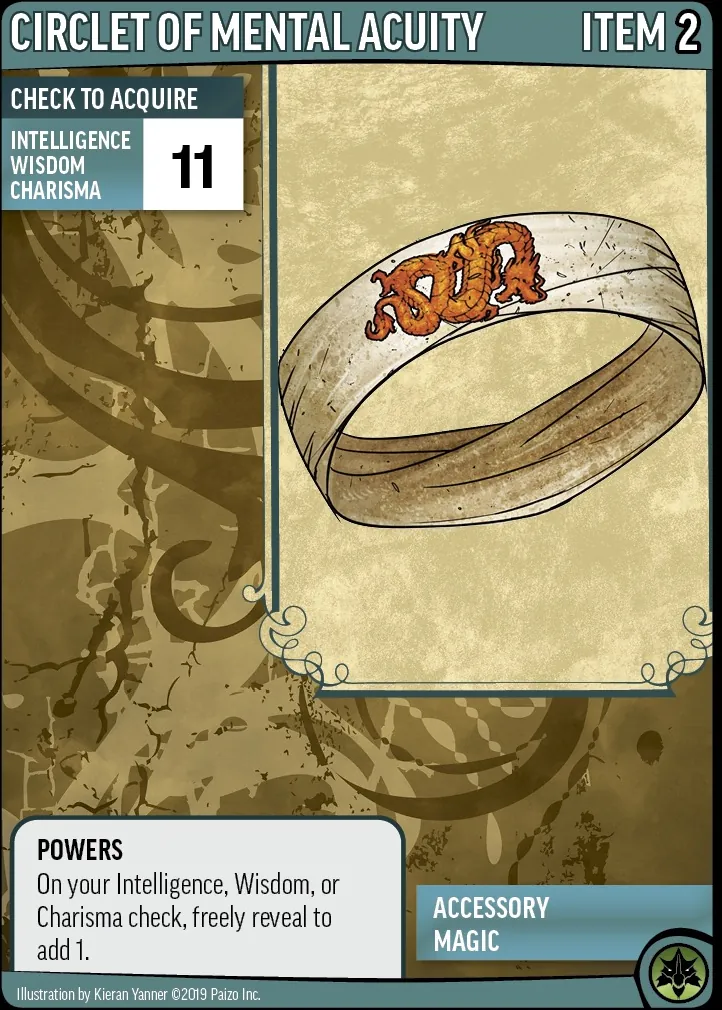 CIRCLET OF MENTAL ACUITY ITEM 2
CHECK TO ACQUIRE
INTELLIGENCE
WISDOM
CHARISMA
11
POWERS
On your Intelligence, Wisdom, or
Charisma check, freely reveal to
add 1.
ACCESSORY
MAGIC
Illustration by Kieran Yanner ©2019 Paizo Inc.